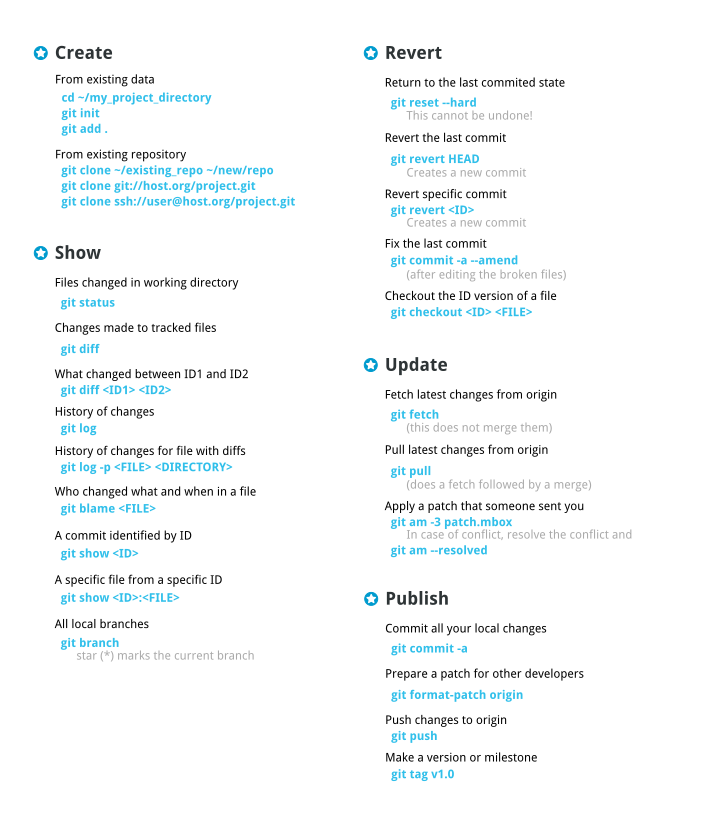 Create
From existing data
cd ~/my_project_directory
git init
git add .
From existing repository
git clone ~/existing_repo ~/new/repo
git clone git://host.org/project.git
git clone ssh://user@host.org/project.git
Show
Files changed in working directory
git status
Changes made to tracked files
git diff
What changed between ID1 and ID2
git diff <ID1> <ID2>
History of changes
git log
History of changes for file with diffs
git log -p <FILE> <DIRECTORY>
Who changed what and when in a file
git blame <FILE>
A commit identified by ID
git show <ID>
A specific file from a specific ID
git show <ID>:<FILE>
All local branches
git branch
star (*) marks the current branch
Revert
Return to the last commited state
git reset --hard
This cannot be undone!
Revert the last commit
git revert HEAD
Creates a new commit
Revert specific commit
git revert <ID>
Creates a new commit
Fix the last commit
git commit -a --amend
(after editing the broken files)
Checkout the ID version of a file
git checkout <ID> <FILE>
Update
Fetch latest changes from origin
git fetch
(this does not merge them)
Pull latest changes from origin
git pull
(does a fetch followed by a merge)
Apply a patch that someone sent you
git am -3 patch.mbox
In case of conflict, resolve the conflict and
git am --resolved
Publish
Commit all your local changes
git commit -a
Prepare a patch for other developers
git format-patch origin
Push changes to origin
git push
Make a version or milestone
git tag v1.0